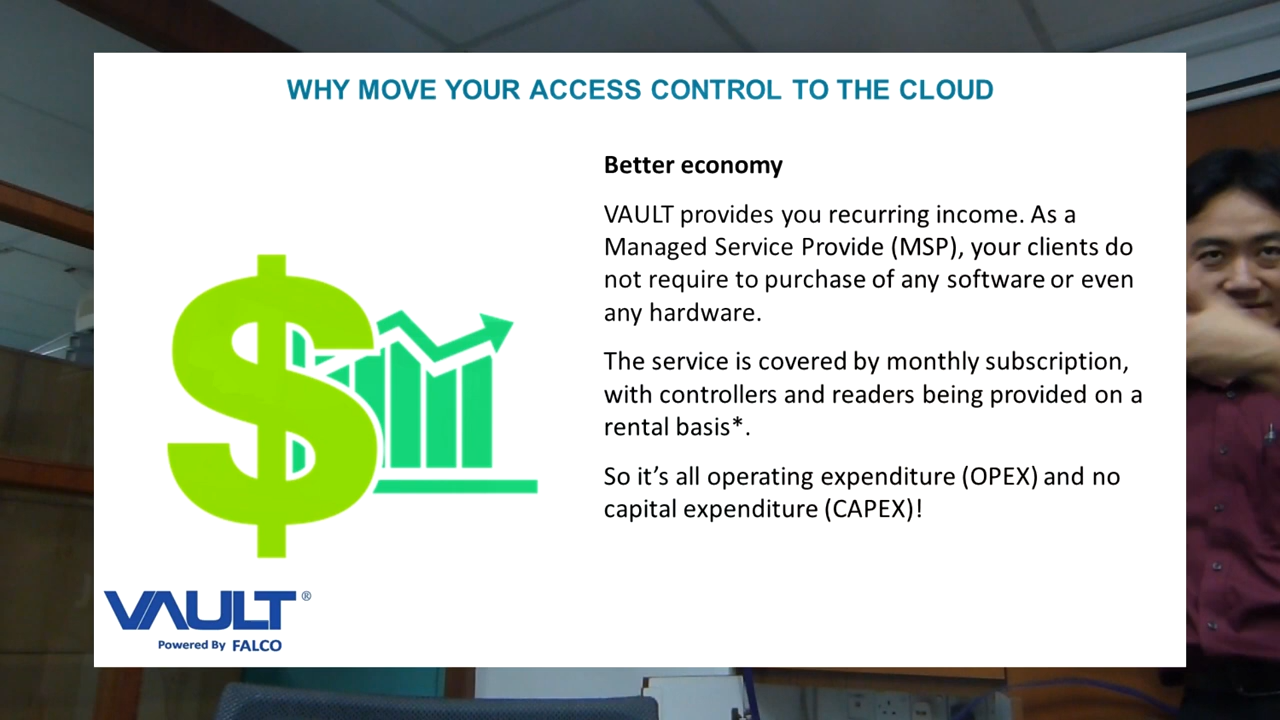 WHY MOVE YOUR ACCESS CONTROL TO THE CLOUD
Better economy
VAULT provides you recurring income. As a
Managed Service Provide (MSP), your clients do
not require to purchase of any software or even
any hardware.
The service is covered by monthly subscription,
with controllers and readers being provided on a
rental basis*.
So it’s all operating expenditure (OPEX) and no
capital expenditure (CAPEX)!
VAULT®
Powered By FALCO